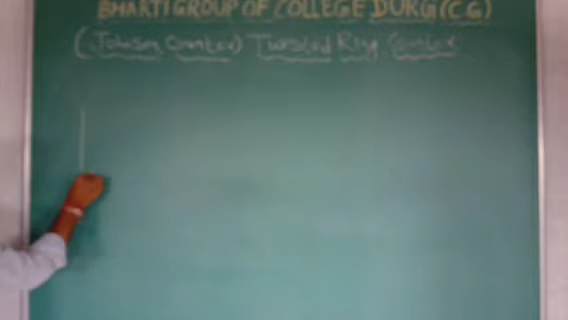 BHARTI GROUP OF COLLEGE DURG (C G)
(Johnson Counter) Twisted Ring Counter